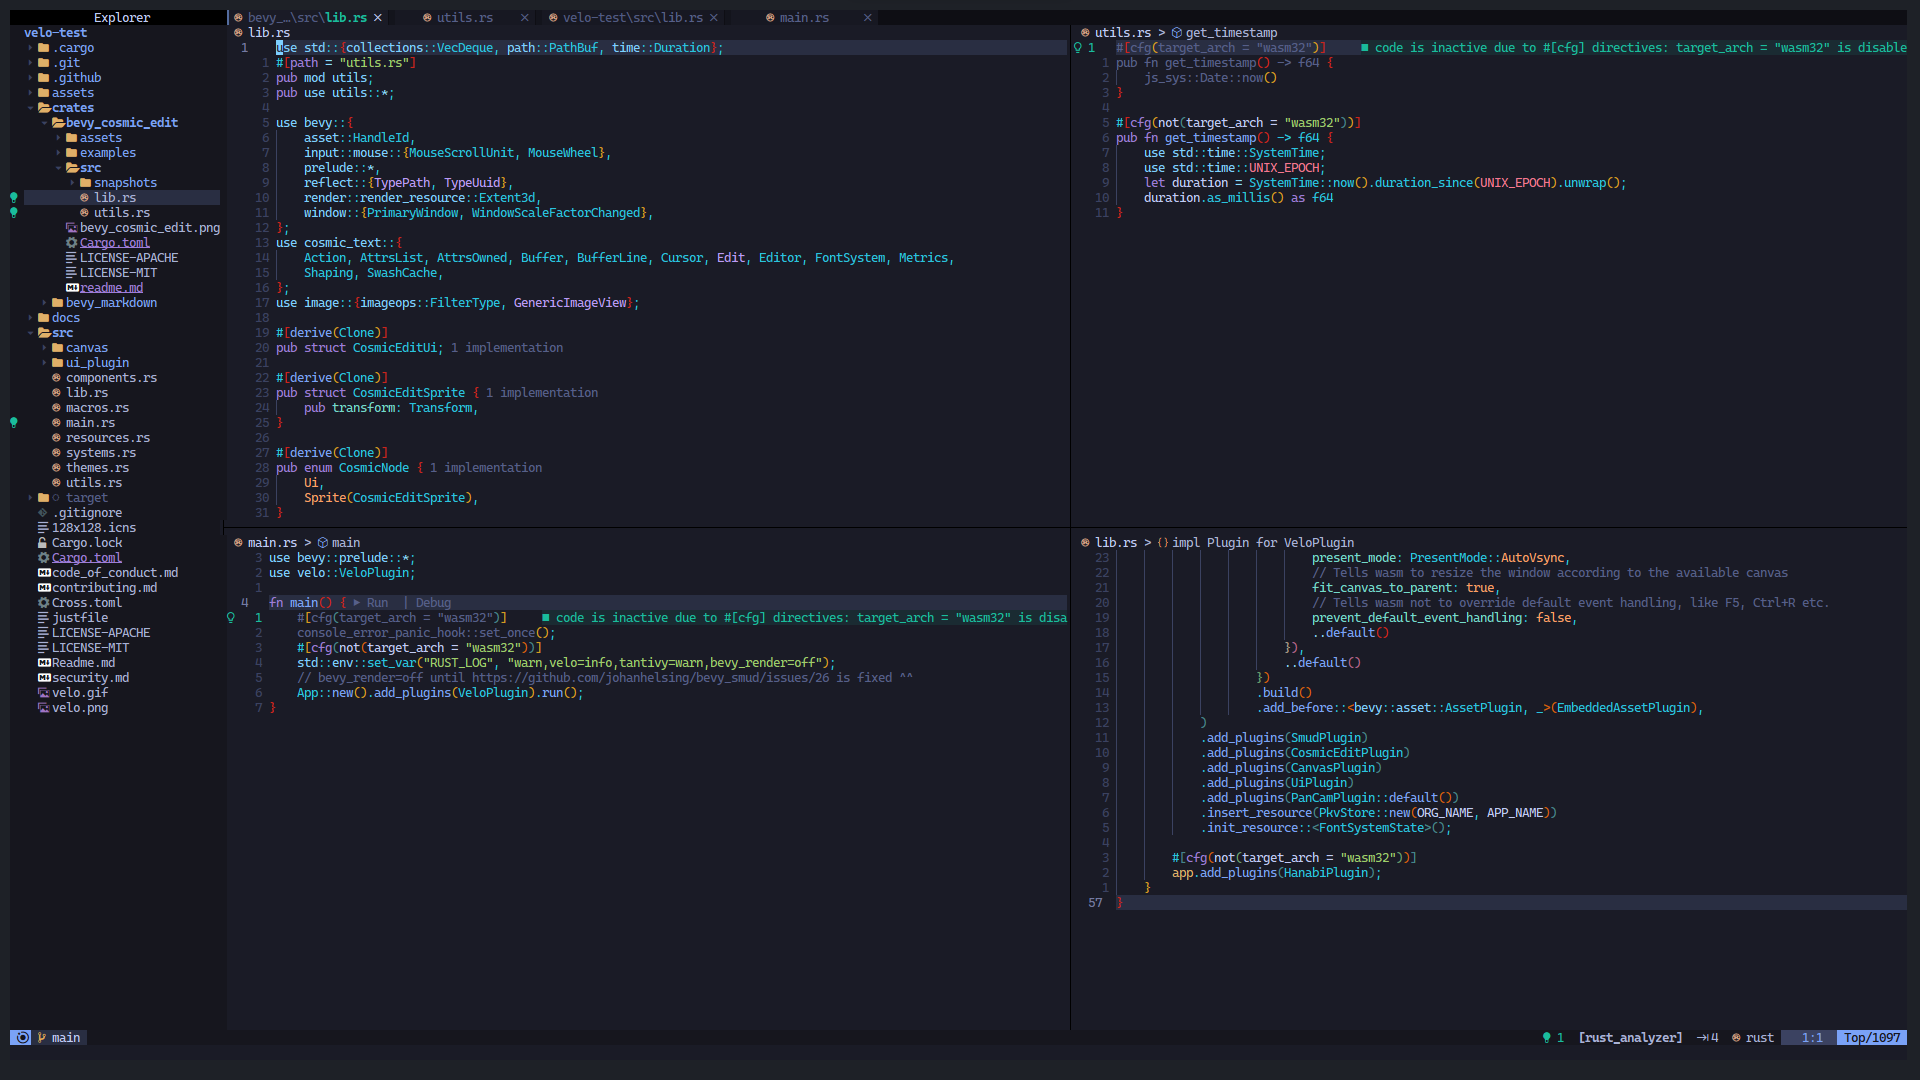 Explorer
velo-test
.cargo
.git
.github
assets
crates
bevy_cosmic_edit
assets
examples
src
snapshots
lib.rs
utils.rs
bevy_cosmic_edit.png
Cargo.toml
LICENSE-APACHE
LICENSE-MIT
readme.md
bevy_markdown
docs
src
canvas
ui_plugin
components.rs
lib.rs
macros.rs
main.rs
resources.rs
systems.rs
themes.rs
utils.rs
target
.gitignore
128x128.icns
Cargo.lock
Cargo.toml
code_of_conduct.md
contributing.md
Cross.toml
justfile
LICENSE-APACHE
LICENSE-MIT
Readme.md
security.md
velo.gif
velo.png
bevy_…\src\lib.rs × utils.rs × velo-test\src\lib.rs × main.rs ×
lib.rs
1 use std::{collections::VecDeque, path::PathBuf, time::Duration};
1 #[path = "utils.rs"]
2 pub mod utils;
3 pub use utils::*;
4
5 use bevy::{
6 asset::HandleId,
7 input::mouse::{MouseScrollUnit, MouseWheel},
8 prelude::*,
9 reflect::{TypePath, TypeUuid},
10 render::render_resource::Extent3d,
11 window::{PrimaryWindow, WindowScaleFactorChanged},
12 };
13 use cosmic_text::{
14 Action, AttrsList, AttrsOwned, Buffer, BufferLine, Cursor, Edit, Editor, FontSystem, Metrics,
15 Shaping, SwashCache,
16 };
17 use image::{imageops::FilterType, GenericImageView};
18
19 #[derive(Clone)]
20 pub struct CosmicEditUi; 1 implementation
21
22 #[derive(Clone)]
23 pub struct CosmicEditSprite { 1 implementation
24 pub transform: Transform,
25 }
26
27 #[derive(Clone)]
28 pub enum CosmicNode { 1 implementation
29 Ui,
30 Sprite(CosmicEditSprite),
31 }
utils.rs > get_timestamp
1 #[cfg(target_arch = "wasm32")] ■ code is inactive due to #[cfg] directives: target_arch = "wasm32" is disable
1 pub fn get_timestamp() -> f64 {
2 js_sys::Date::now()
3 }
4
5 #[cfg(not(target_arch = "wasm32"))]
6 pub fn get_timestamp() -> f64 {
7 use std::time::SystemTime;
8 use std::time::UNIX_EPOCH;
9 let duration = SystemTime::now().duration_since(UNIX_EPOCH).unwrap();
10 duration.as_millis() as f64
11 }
main.rs > main
3 use bevy::prelude::*;
2 use velo::VeloPlugin;
1
4 fn main() { ▶ Run | Debug
1 #[cfg(target_arch = "wasm32")] ■ code is inactive due to #[cfg] directives: target_arch = "wasm32" is disa
2 console_error_panic_hook::set_once();
3 #[cfg(not(target_arch = "wasm32"))]
4 std::env::set_var("RUST_LOG", "warn,velo=info,tantivy=warn,bevy_render=off");
5 // bevy_render=off until https://github.com/johanhelsing/bevy_smud/issues/26 is fixed ^^
6 App::new().add_plugins(VeloPlugin).run();
7 }
lib.rs > {} impl Plugin for VeloPlugin
23 present_mode: PresentMode::AutoVsync,
22 // Tells wasm to resize the window according to the available canvas
21 fit_canvas_to_parent: true,
20 // Tells wasm not to override default event handling, like F5, Ctrl+R etc.
19 prevent_default_event_handling: false,
18 ..default()
17 }),
16 ..default()
15 })
14 .build()
13 .add_before::<bevy::asset::AssetPlugin, _>(EmbeddedAssetPlugin),
12 )
11 .add_plugins(SmudPlugin)
10 .add_plugins(CosmicEditPlugin)
9 .add_plugins(CanvasPlugin)
8 .add_plugins(UiPlugin)
7 .add_plugins(PanCamPlugin::default())
6 .insert_resource(PkvStore::new(ORG_NAME, APP_NAME))
5 .init_resource::<FontSystemState>();
4
3 #[cfg(not(target_arch = "wasm32"))]
2 app.add_plugins(HanabiPlugin);
1 }
57 }
main 1 [rust_analyzer] 4 rust 1:1 Top/1097